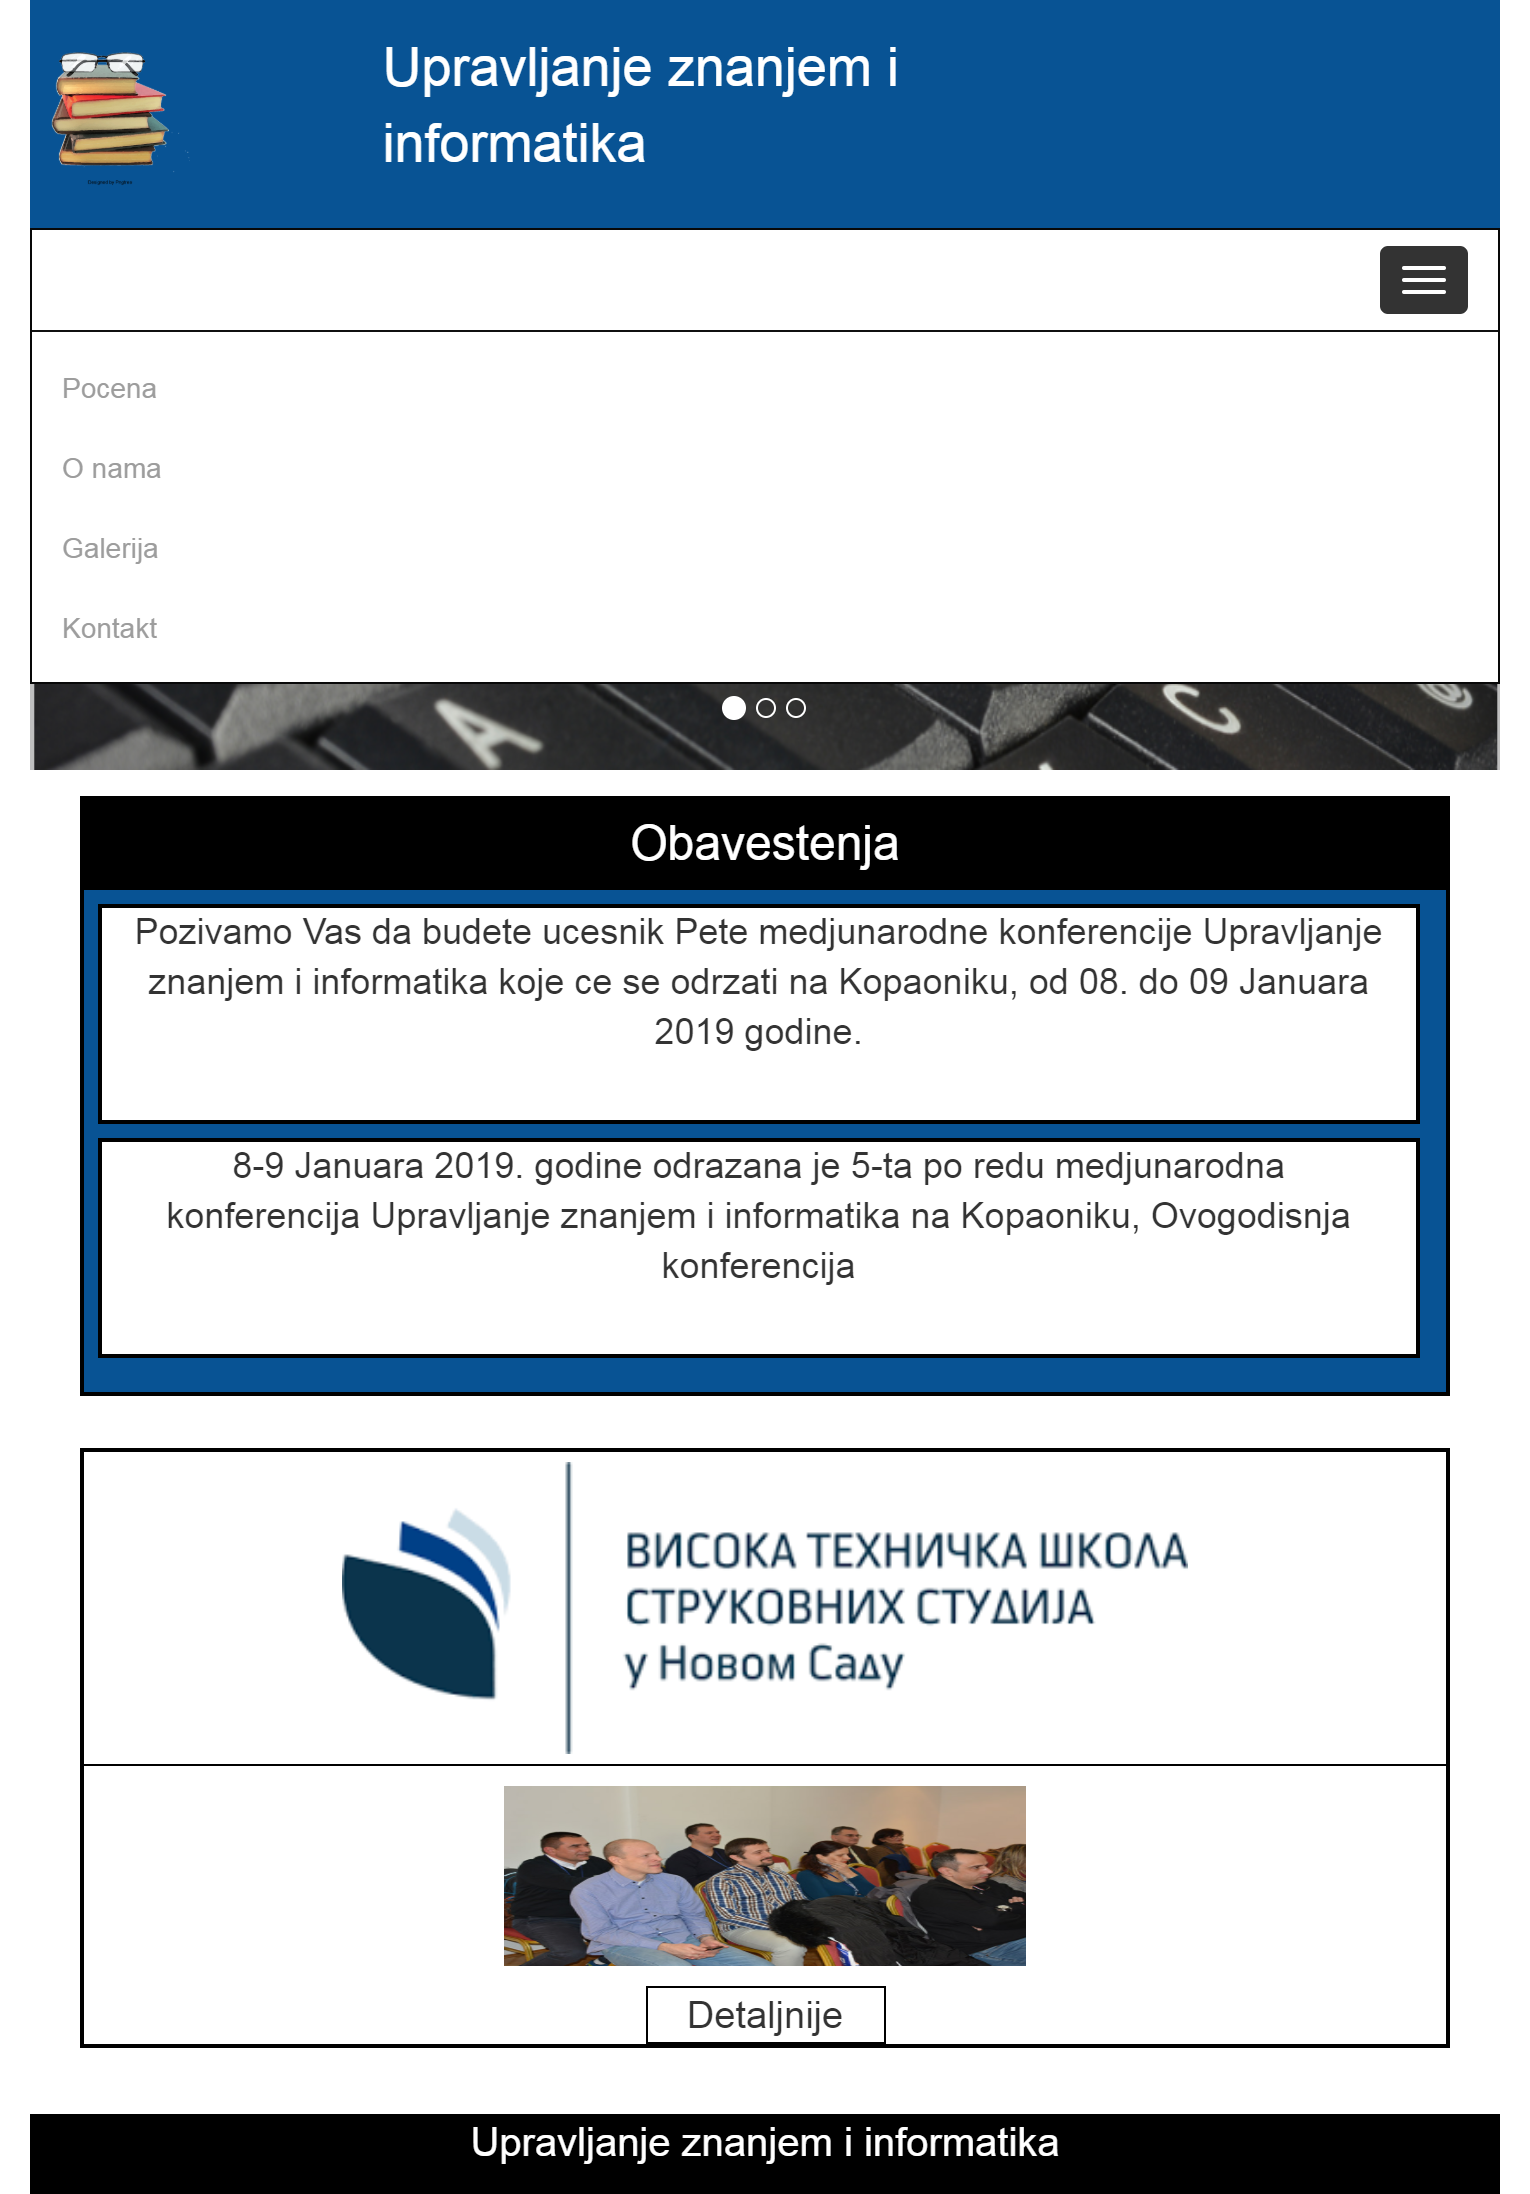 Upravljanje znanjem i
informatika
Pocena
O nama
Galerija
Kontakt
A
C
@
Obavestenja
Pozivamo Vas da budete ucesnik Pete medjunarodne konferencije Upravljanje
znanjem i informatika koje ce se odrzati na Kopaoniku, od 08. do 09 Januara
2019 godine.
8-9 Januara 2019. godine odrazana je 5-ta po redu medjunarodna
konferencija Upravljanje znanjem i informatika na Kopaoniku, Ovogodisnja
konferencija
ВИСОКА ТЕХНИЧКА ШКОЛА
СТРУКОВНИХ СТУДИЈА
у Новом Саду
Detaljnije
Upravljanje znanjem i informatika